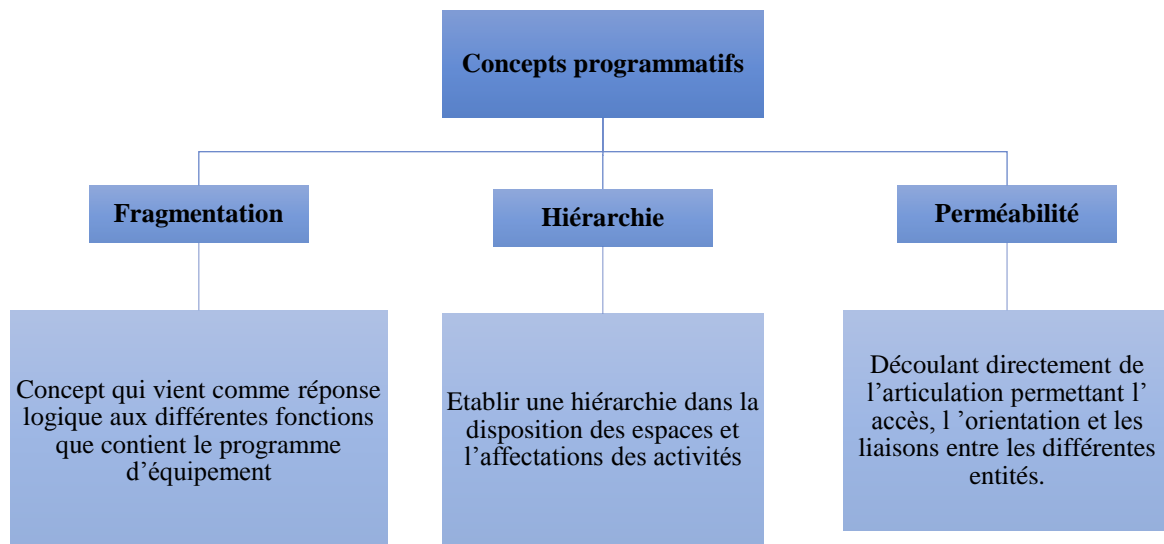 Concepts programmatifs
Fragmentation
Hiérarchie
Perméabilité
Concept qui vient comme réponse
logique aux différentes fonctions
que contient le programme
d’équipement
Etablir une hiérarchie dans la
disposition des espaces et
l’affectations des activités
Découlant directement de
l’articulation permettant l’
accès, l ’orientation et les
liaisons entre les différentes
entités.